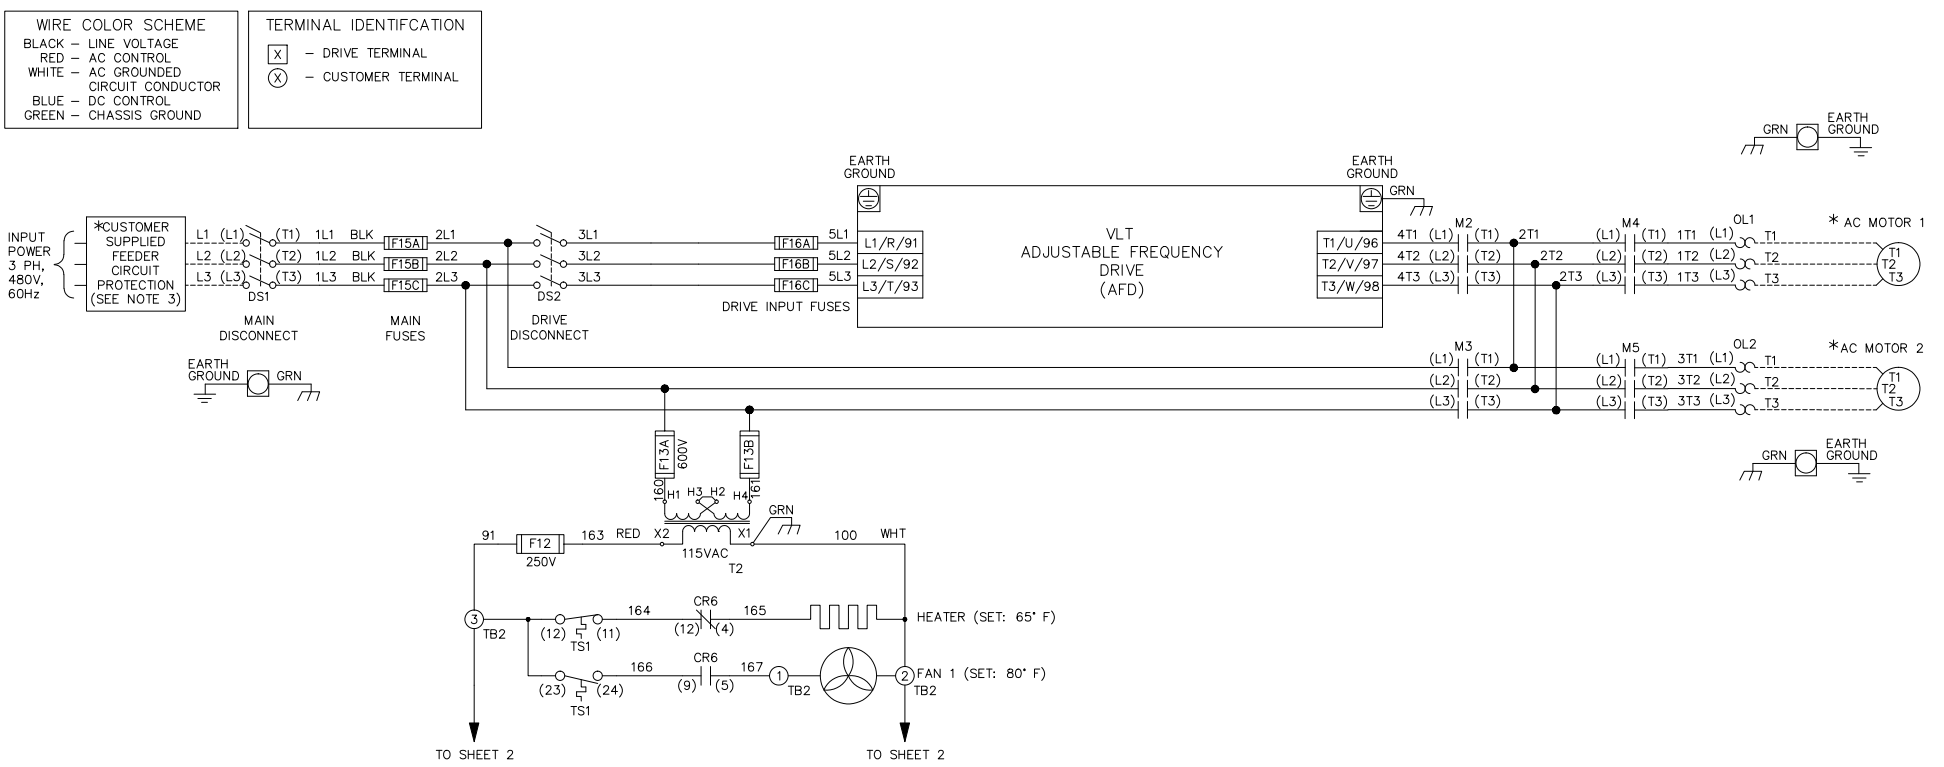 WIRE COLOR SCHEME
BLACK – LINE VOLTAGE
RED – AC CONTROL
WHITE – AC GROUNDED
CIRCUIT CONDUCTOR
BLUE – DC CONTROL
GREEN – CHASSIS GROUND
TERMINAL IDENTIFCATION
X – DRIVE TERMINAL
X – CUSTOMER TERMINAL
GRN
EARTH
GROUND
EARTH
GROUND
EARTH
GROUND
GRN
INPUT
POWER
3 PH,
480V,
60Hz
*CUSTOMER
SUPPLIED
FEEDER
CIRCUIT
PROTECTION
(SEE NOTE 3)
L1 (L1) (T1) 1L1 BLK F15A 2L1 3L1 F16A 5L1 L1/R/91
L2 (L2) (T2) 1L2 BLK F15B 2L2 3L2 F16B 5L2 L2/S/92
L3 (L3) (T3) 1L3 BLK F15C 2L3 3L3 F16C 5L3 L3/T/93
DS1
DS2
MAIN
DISCONNECT
MAIN
FUSES
DRIVE
DISCONNECT
DRIVE INPUT FUSES
VLT
ADJUSTABLE FREQUENCY
DRIVE
(AFD)
M2 M4 OL1 * AC MOTOR 1
T1/U/96 4T1 (L1) (T1) 2T1 (L1) (T1) 1T1 (L1) T1
T2/V/97 4T2 (L2) (T2) 2T2 (L2) (T2) 1T2 (L2) T2
T3/W/98 4T3 (L3) (T3) 2T3 (L3) (T3) 1T3 (L3) T3
T1
T2
T3
EARTH
GROUND GRN
M3 M5 OL2 *AC MOTOR 2
(L1) (T1) (L1) (T1) 3T1 (L1) T1
(L2) (T2) (L2) (T2) 3T2 (L2) T2
(L3) (T3) (L3) (T3) 3T3 (L3) T3
T1
T2
T3
GRN
EARTH
GROUND
F13A
600V
F13B
160
161
H1 H3 H2 H4
GRN
91 F12 163 RED X2 X1 100 WHT
250V
115VAC
T2
3
TB2
164 CR6 165 HEATER (SET: 65° F)
(12) (11) (12) (4)
TS1
166 CR6 167 1 2 FAN 1 (SET: 80° F)
(23) (24) (9) (5) TB2 TB2
TS1
TO SHEET 2
TO SHEET 2